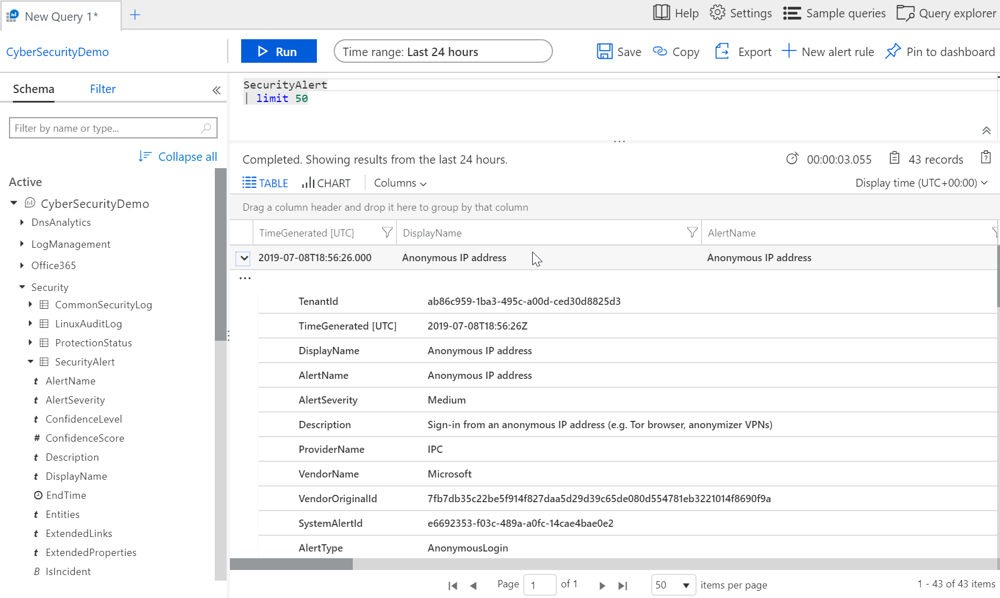 New Query 1*
Help Settings Sample queries Query explorer
CyberSecurityDemo
Run
Time range: Last 24 hours
Save Copy Export New alert rule Pin to dashboard
Schema Filter
SecurityAlert
| limit 50
Filter by name or type...
Collapse all
Completed. Showing results from the last 24 hours.
00:00:03.055 43 records
TABLE CHART Columns
Display time (UTC+00:00)
Active
CyberSecurityDemo
DnsAnalytics
LogManagement
Office365
Security
CommonSecurityLog
LinuxAuditLog
ProtectionStatus
SecurityAlert
t AlertName
t AlertSeverity
t ConfidenceLevel
# ConfidenceScore
t Description
t DisplayName
EndTime
t Entities
t ExtendedLinks
t ExtendedProperties
B IsIncident
Drag a column header and drop it here to group by that column
TimeGenerated [UTC] DisplayName AlertName
2019-07-08T18:56:26.000 Anonymous IP address Anonymous IP address
...
TenantId ab86c959-1ba3-495c-a00d-ced30d8825d3
TimeGenerated [UTC] 2019-07-08T18:56:26Z
DisplayName Anonymous IP address
AlertName Anonymous IP address
AlertSeverity Medium
Description Sign-in from an anonymous IP address (e.g. Tor browser, anonymizer VPNs)
ProviderName IPC
VendorName Microsoft
VendorOriginalId 7fb7db35c22be5f914f827daa5d29d39c65de080d554781eb3221014f8690f9a
SystemAlertId e6692353-f03c-489a-a0fc-14cae4bae0e2
AlertType AnonymousLogin
Page 1 of 1
50 items per page
1 - 43 of 43 items